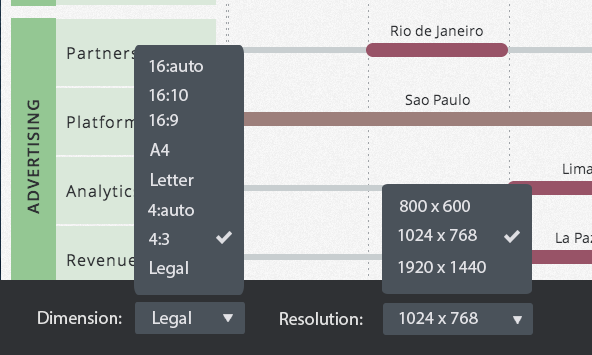 ADVERTISING
Partners
Platform
Analytic
Revenue
Rio de Janeiro
Sao Paulo
Lima
La Paz
16:auto
16:10
16:9
A4
Letter
4:auto
4:3
Legal
800 x 600
1024 x 768
1920 x 1440
Dimension: Legal
Resolution: 1024 x 768